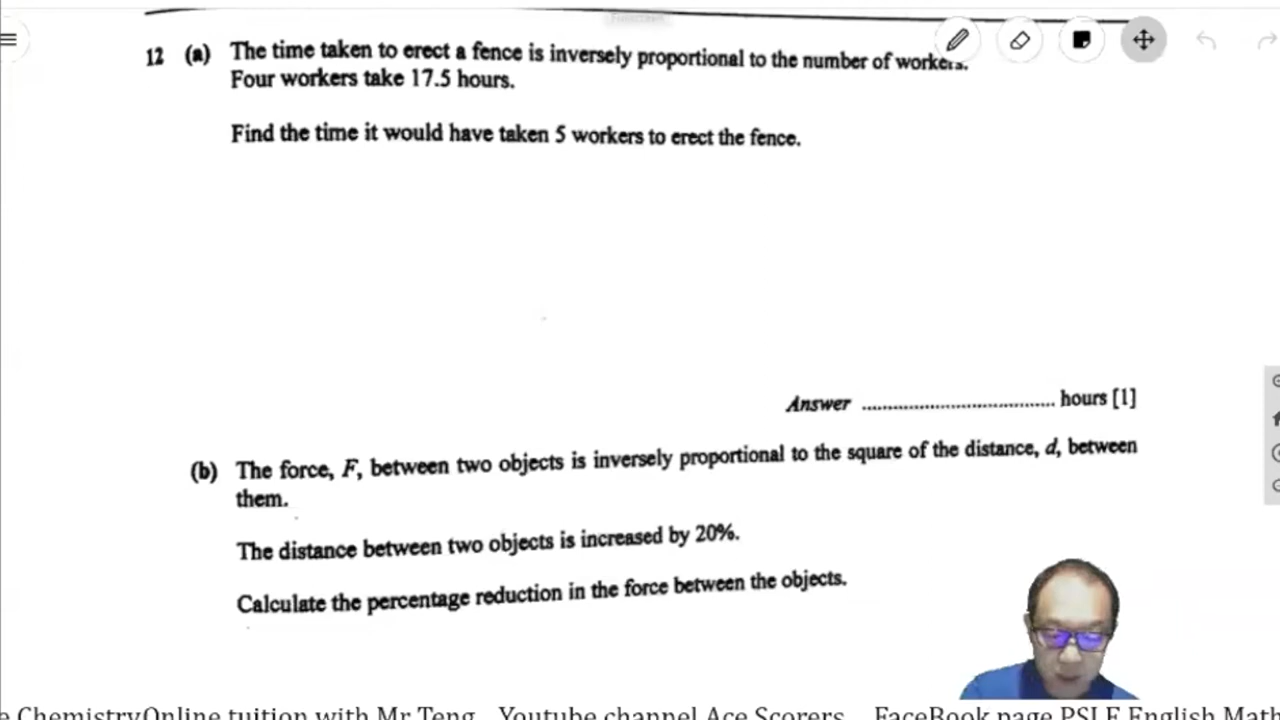 12 (a) The time taken to erect a fence is inversely proportional to the number of workers.
Four workers take 17.5 hours.
Find the time it would have taken 5 workers to erect the fence.
Answer ...................................... hours [1]
(b) The force, F, between two objects is inversely proportional to the square of the distance, d, between
them.
The distance between two objects is increased by 20%.
Calculate the percentage reduction in the force between the objects.
e Chemistry Online tuition with Mr Teng Youtube channel Ace Scorers FaceBook page PSLE English Math